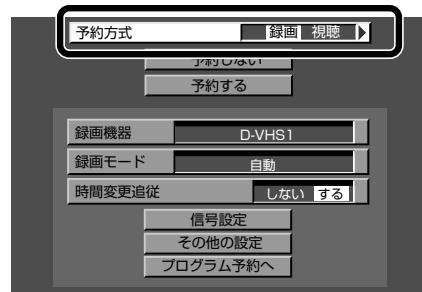 予約方式 録画 視聴
予約しない
予約する
録画機器 D-VHS1
録画モード 自動
時間変更追従 しない する
信号設定
その他の設定
プログラム予約へ